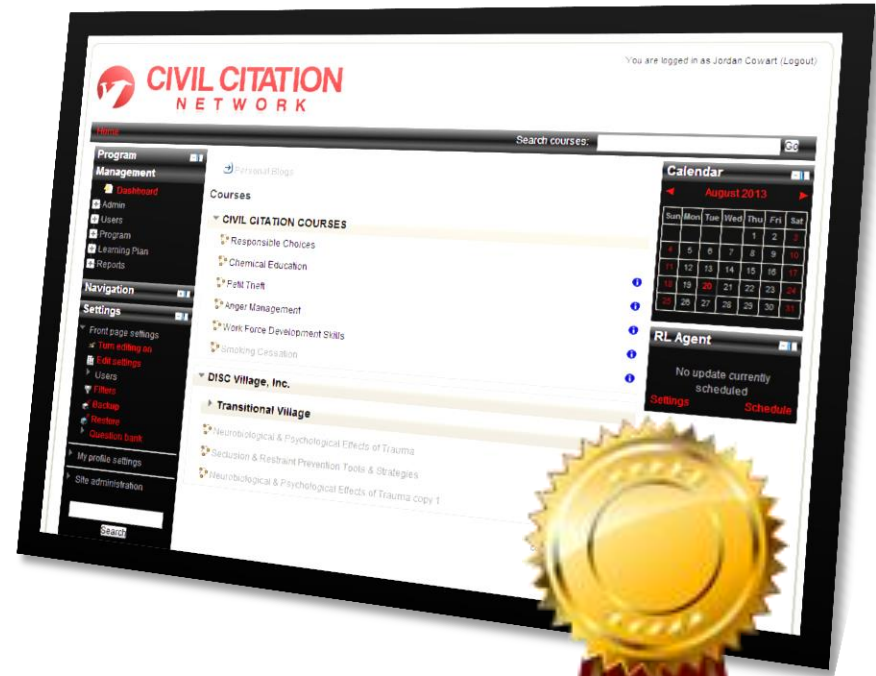 You are logged in as Jordan Cowart (Logout)
CIVIL CITATION
NETWORK
Home
Search courses:
Go
Program
Management
Dashboard
Admin
Users
Program
Learning Plan
Reports
Navigation
Settings
Front page settings
Turn editing on
Edit settings
Users
Filters
Backup
Restore
Question bank
My profile settings
Site administration
Search
Personal Blogs
Courses
CIVIL CITATION COURSES
Responsible Choices
Chemical Education
Petit Theft
Anger Management
Work Force Development Skills
Smoking Cessation
DISC Village, Inc.
Transitional Village
Neurobiological & Psychological Effects of Trauma
Seclusion & Restraint Prevention Tools & Strategies
Neurobiological & Psychological Effects of Trauma copy 1
Calendar
August 2013
Sun Mon Tue Wed Thu Fri Sat
1 2 3
4 5 6 7 8 9 10
11 12 13 14 15 16 17
18 19 20 21 22 23 24
25 26 27 28 29 30 31
RL Agent
No update currently
scheduled
Settings Schedule